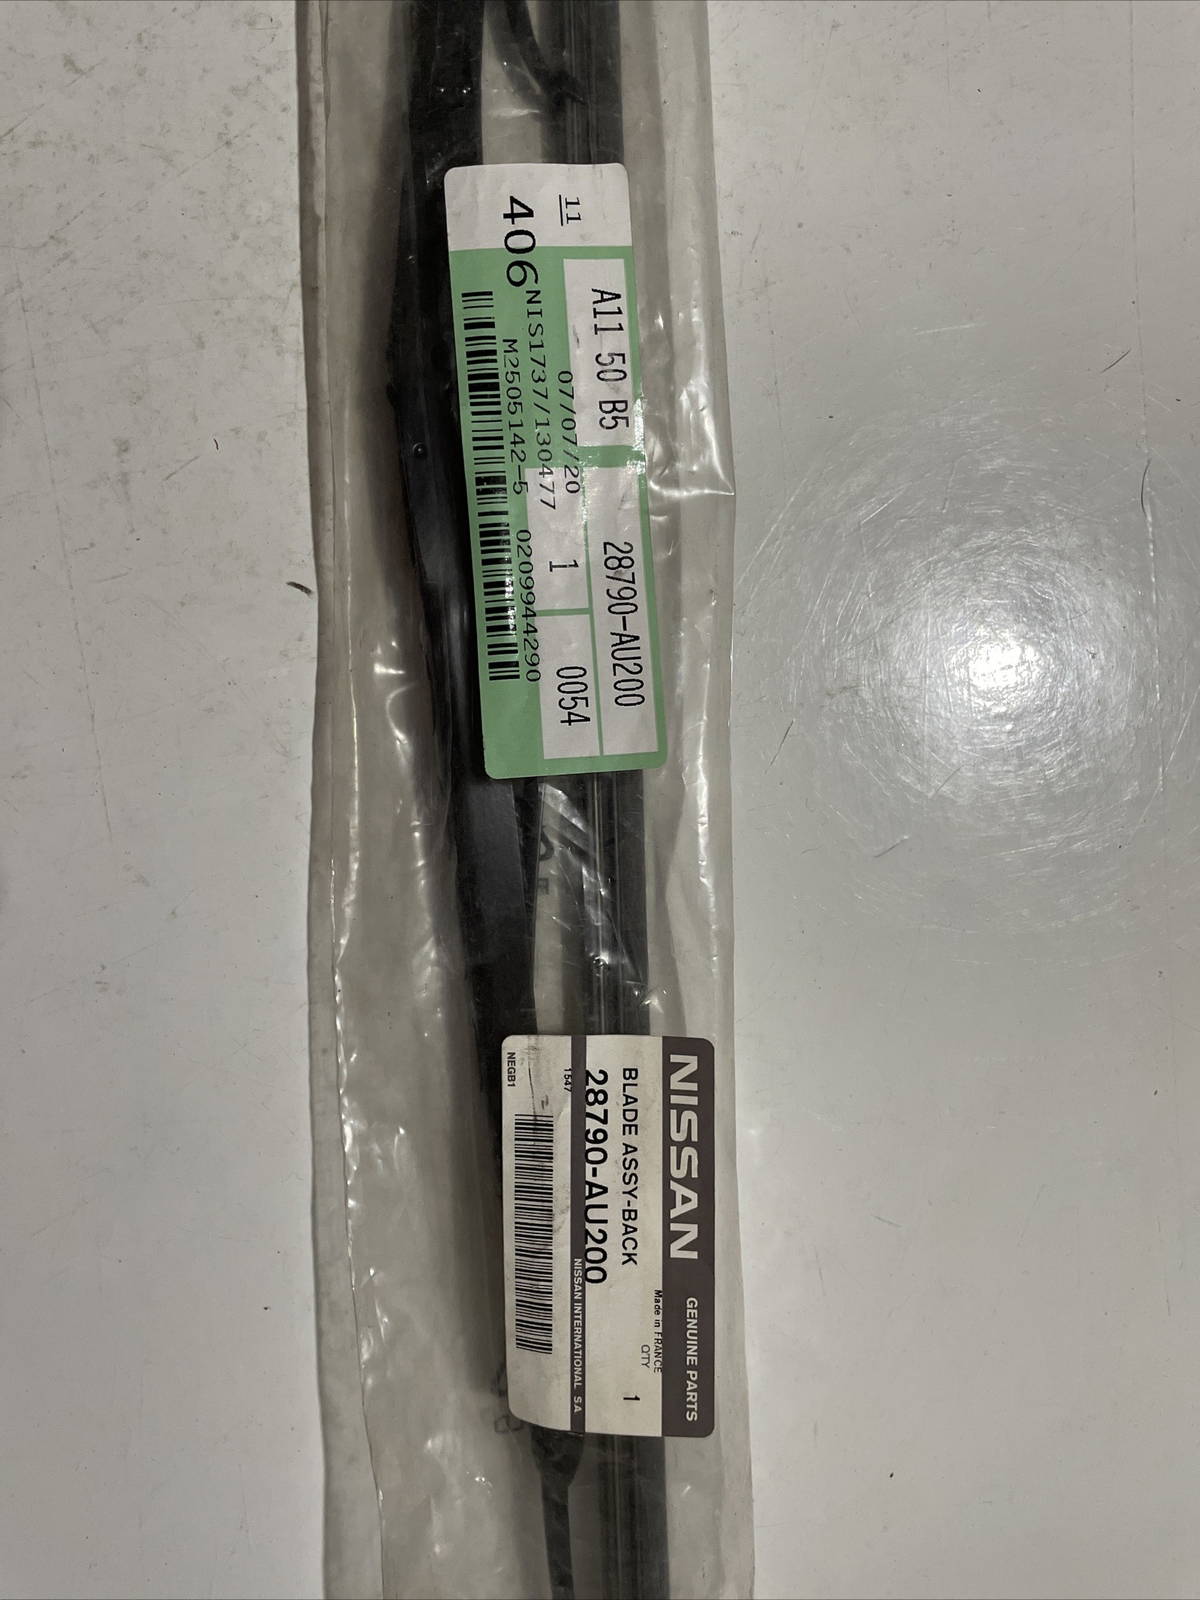 11
406
A11 50 B5
28790-AU200
07/07/20
1
0054
NIS1737/130477
M2505142-5 0209944290
NISSAN GENUINE PARTS
Made in FRANCE
BLADE ASSY-BACK
Q'TY
1
28790-AU200
NISSAN INTERNATIONAL SA
1547
NEGB1